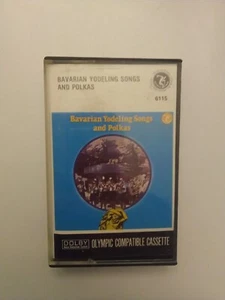 BAVARIAN YODELING SONGS
AND POLKAS
6115
Bavarian Yodeling Songs
and Polkas
DOLBY
OLYMPIC COMPATIBLE CASSETTE